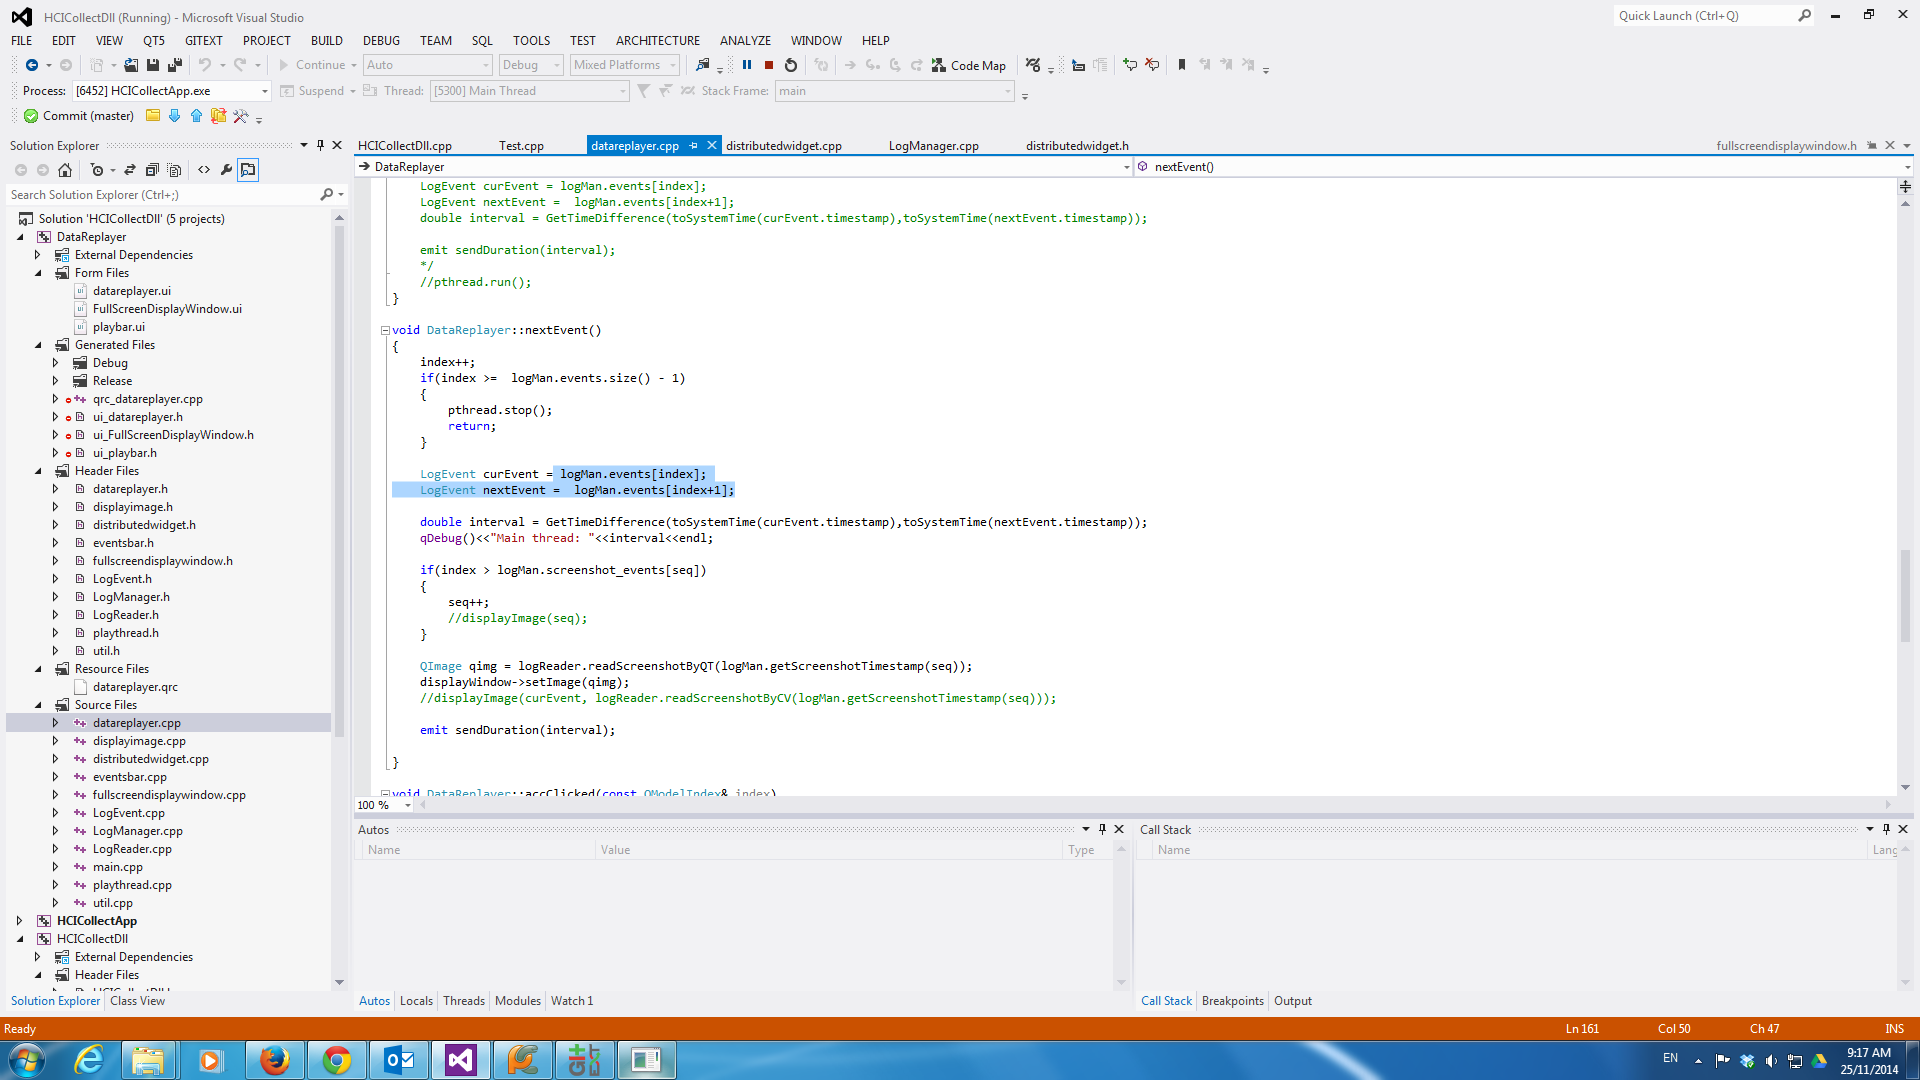 HCICollectDll (Running) - Microsoft Visual Studio
Quick Launch (Ctrl+Q)
FILE EDIT VIEW QT5 GITEXT PROJECT BUILD DEBUG TEAM SQL TOOLS TEST ARCHITECTURE ANALYZE WINDOW HELP
Continue Auto Debug Mixed Platforms Code Map
Process: [6452] HCICollectApp.exe Suspend Thread: [5300] Main Thread Stack Frame: main
Commit (master)
Solution Explorer
Search Solution Explorer (Ctrl+;)
Solution 'HCICollectDll' (5 projects)
DataReplayer
External Dependencies
Form Files
datareplayer.ui
FullScreenDisplayWindow.ui
playbar.ui
Generated Files
Debug
Release
qrc_datareplayer.cpp
ui_datareplayer.h
ui_FullScreenDisplayWindow.h
ui_playbar.h
Header Files
datareplayer.h
displayimage.h
distributedwidget.h
eventsbar.h
fullscreendisplaywindow.h
LogEvent.h
LogManager.h
LogReader.h
playthread.h
util.h
Resource Files
datareplayer.qrc
Source Files
datareplayer.cpp
displayimage.cpp
distributedwidget.cpp
eventsbar.cpp
fullscreendisplaywindow.cpp
LogEvent.cpp
LogManager.cpp
LogReader.cpp
main.cpp
playthread.cpp
util.cpp
HCICollectApp
HCICollectDll
External Dependencies
Header Files
Solution Explorer Class View
HCICollectDll.cpp Test.cpp datareplayer.cpp distributedwidget.cpp LogManager.cpp distributedwidget.h fullscreendisplaywindow.h
DataReplayer nextEvent()
LogEvent curEvent = logMan.events[index];
LogEvent nextEvent =  logMan.events[index+1];
double interval = GetTimeDifference(toSystemTime(curEvent.timestamp),toSystemTime(nextEvent.timestamp));
emit sendDuration(interval);
*/
//pthread.run();
}
void DataReplayer::nextEvent()
{
index++;
if(index >=  logMan.events.size() - 1)
{
pthread.stop();
return;
}
LogEvent curEvent = logMan.events[index];
LogEvent nextEvent =  logMan.events[index+1];
double interval = GetTimeDifference(toSystemTime(curEvent.timestamp),toSystemTime(nextEvent.timestamp));
qDebug()<<"Main thread: "<<interval<<endl;
if(index > logMan.screenshot_events[seq])
{
seq++;
//displayImage(seq);
}
QImage qimg = logReader.readScreenshotByQT(logMan.getScreenshotTimestamp(seq));
displayWindow->setImage(qimg);
//displayImage(curEvent, logReader.readScreenshotByCV(logMan.getScreenshotTimestamp(seq)));
emit sendDuration(interval);
}
void DataReplayer::accClicked(const QModelIndex& index)
100 %
Autos
Name Value Type
Autos Locals Threads Modules Watch 1
Call Stack
Name Lang
Call Stack Breakpoints Output
Ready Ln 161 Col 50 Ch 47 INS
EN 9:17 AM
25/11/2014